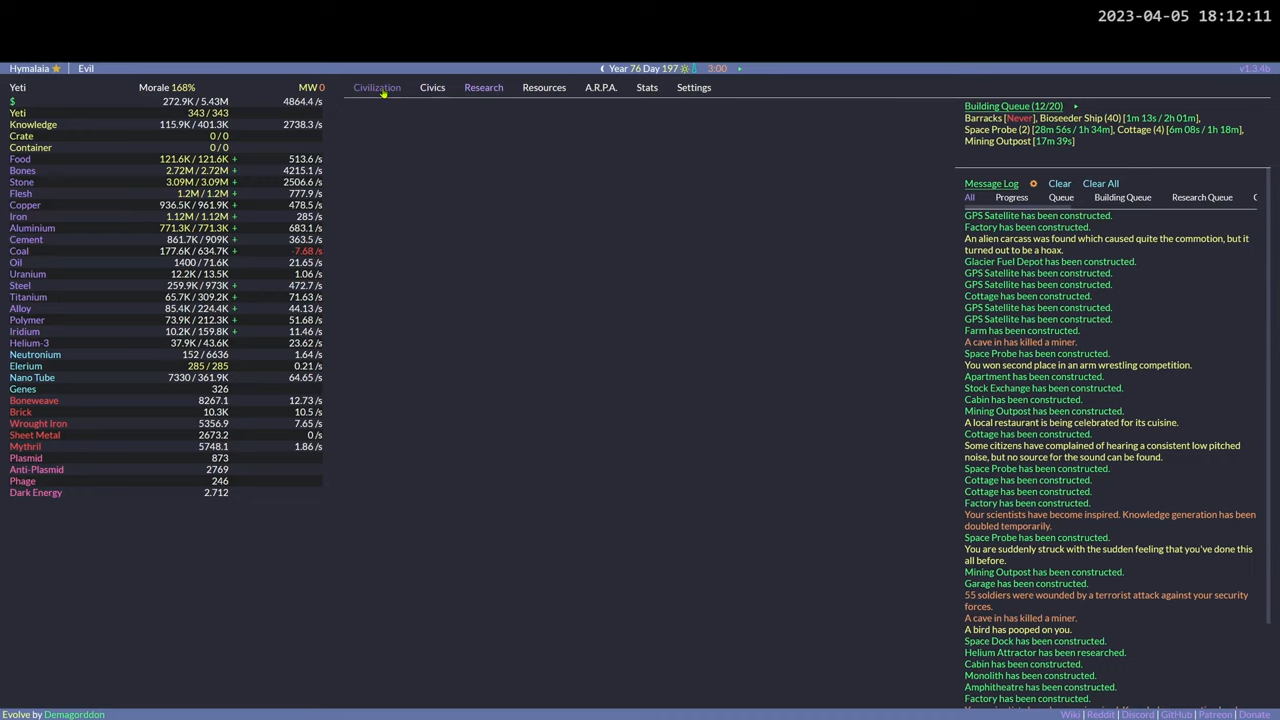 2023-04-05 18:12:11
Hymalaia Evil
Year 76 Day 197 3:00
v1.3.4b
Yeti Morale 168% MW 0
$ 272.9K / 5.43M 4864.4 /s
Yeti 343 / 343
Knowledge 115.9K / 401.3K 2738.3 /s
Crate 0 / 0
Container 0 / 0
Food 121.6K / 121.6K + 513.6 /s
Bones 2.72M / 2.72M + 4215.1 /s
Stone 3.09M / 3.09M + 2506.6 /s
Flesh 1.2M / 1.2M + 777.9 /s
Copper 936.5K / 961.9K + 478.5 /s
Iron 1.12M / 1.12M + 285 /s
Aluminium 771.3K / 771.3K + 683.1 /s
Cement 861.7K / 909K + 363.5 /s
Coal 177.6K / 634.7K + -7.68 /s
Oil 1400 / 71.6K 21.65 /s
Uranium 12.2K / 13.5K 1.06 /s
Steel 259.9K / 973K + 472.7 /s
Titanium 65.7K / 309.2K + 71.63 /s
Alloy 85.4K / 224.4K + 44.13 /s
Polymer 73.9K / 212.3K + 51.68 /s
Iridium 10.2K / 159.8K + 11.46 /s
Helium-3 37.9K / 43.6K 23.62 /s
Neutronium 152 / 6636 1.64 /s
Elerium 285 / 285 0.21 /s
Nano Tube 7330 / 361.9K 64.65 /s
Genes 326
Boneweave 8267.1 12.73 /s
Brick 10.3K 10.5 /s
Wrought Iron 5356.9 7.65 /s
Sheet Metal 2673.2 0 /s
Mythril 5748.1 1.86 /s
Plasmid 873
Anti-Plasmid 2769
Phage 246
Dark Energy 2.712
Civilization Civics Research Resources A.R.P.A. Stats Settings
Building Queue (12/20)
Barracks [Never], Bioseeder Ship (40) [1m 13s / 2h 01m],
Space Probe (2) [28m 56s / 1h 34m], Cottage (4) [6m 08s / 1h 18m],
Mining Outpost [17m 39s]
Message Log Clear Clear All
All Progress Queue Building Queue Research Queue C
GPS Satellite has been constructed.
Factory has been constructed.
An alien carcass was found which caused quite the commotion, but it
turned out to be a hoax.
Glacier Fuel Depot has been constructed.
GPS Satellite has been constructed.
GPS Satellite has been constructed.
Cottage has been constructed.
GPS Satellite has been constructed.
GPS Satellite has been constructed.
Farm has been constructed.
A cave in has killed a miner.
Space Probe has been constructed.
You won second place in an arm wrestling competition.
Apartment has been constructed.
Stock Exchange has been constructed.
Cabin has been constructed.
Mining Outpost has been constructed.
A local restaurant is being celebrated for its cuisine.
Cottage has been constructed.
Some citizens have complained of hearing a consistent low pitched
noise, but no source for the sound can be found.
Space Probe has been constructed.
Cottage has been constructed.
Cottage has been constructed.
Factory has been constructed.
Your scientists have become inspired. Knowledge generation has been
doubled temporarily.
Space Probe has been constructed.
You are suddenly struck with the sudden feeling that you've done this
all before.
Mining Outpost has been constructed.
Garage has been constructed.
55 soldiers were wounded by a terrorist attack against your security
forces.
A cave in has killed a miner.
A bird has pooped on you.
Space Dock has been constructed.
Helium Attractor has been researched.
Cabin has been constructed.
Monolith has been constructed.
Amphitheatre has been constructed.
Factory has been constructed.
Evolve by Demagorddon
Wiki | Reddit | Discord | GitHub | Patreon | Donate